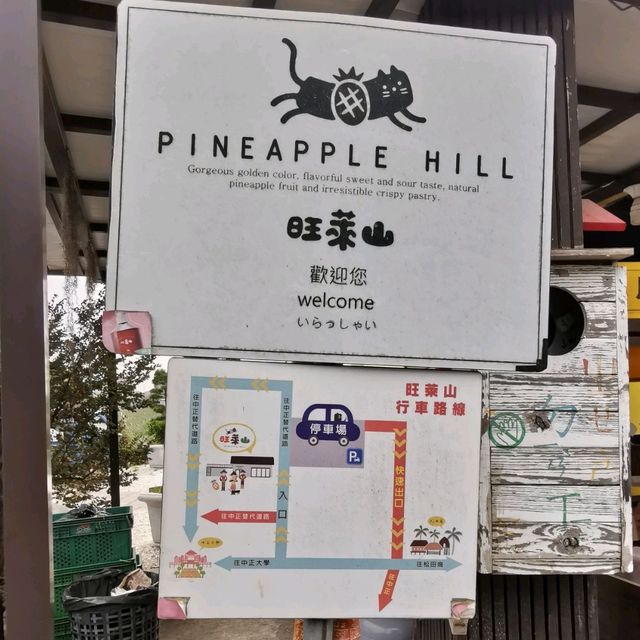 PINEAPPLE HILL
Gorgeous golden color, flavorful sweet and sour taste, natural
pineapple fruit and irresistible crispy pastry.
旺萊山
歡迎您
welcome
いらっしゃい
旺萊山
行車路線
往中正替代道路
往中正替代道路
停車場
P
旺萊山
快速出口
入口
往中正替代道路
往中正大學
往松田崗
往中正
ㄅ
ㄎ
ㄒ